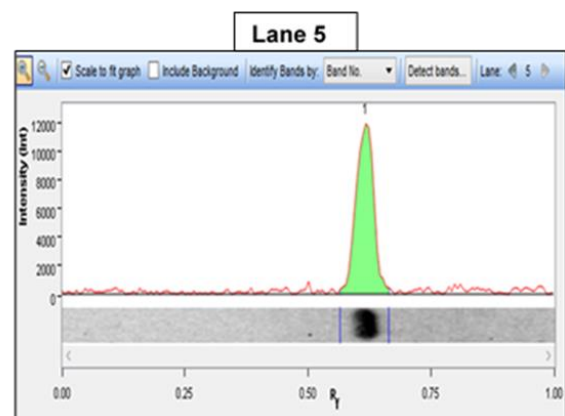 Lane 5
Scale to fit graph Include Background Identify Bands by: Band No. Detect bands... Lane: 5
1
Intensity (Int)
12000
10000
8000
6000
4000
2000
0
0.00 0.25 0.50 0.75 1.00
Rf